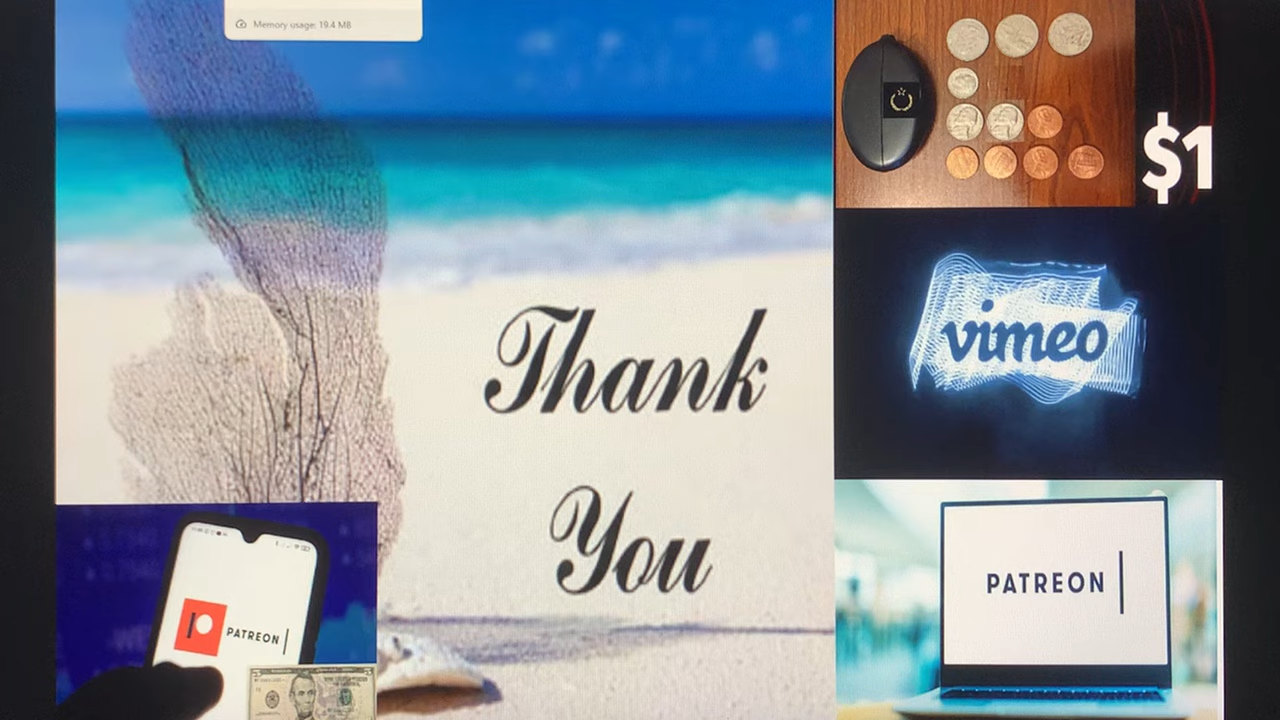 Memory usage: 19.4 MB
$1
Thank
You
vimeo
PATREON
PATREON